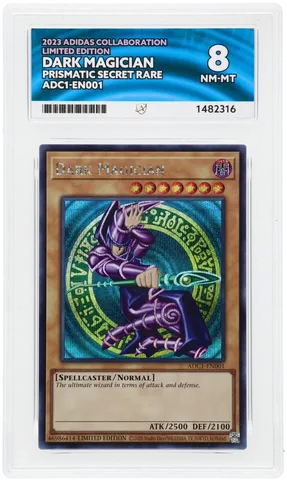 2023 ADIDAS COLLABORATION
LIMITED EDITION
DARK MAGICIAN
PRISMATIC SECRET RARE
ADC1-EN001
8
NM-MT
1482316
DARK MAGICIAN
ADC1-EN001
[SPELLCASTER/NORMAL]
The ultimate wizard in terms of attack and defense.
ATK/2500 DEF/2100
46986414 LIMITED EDITION